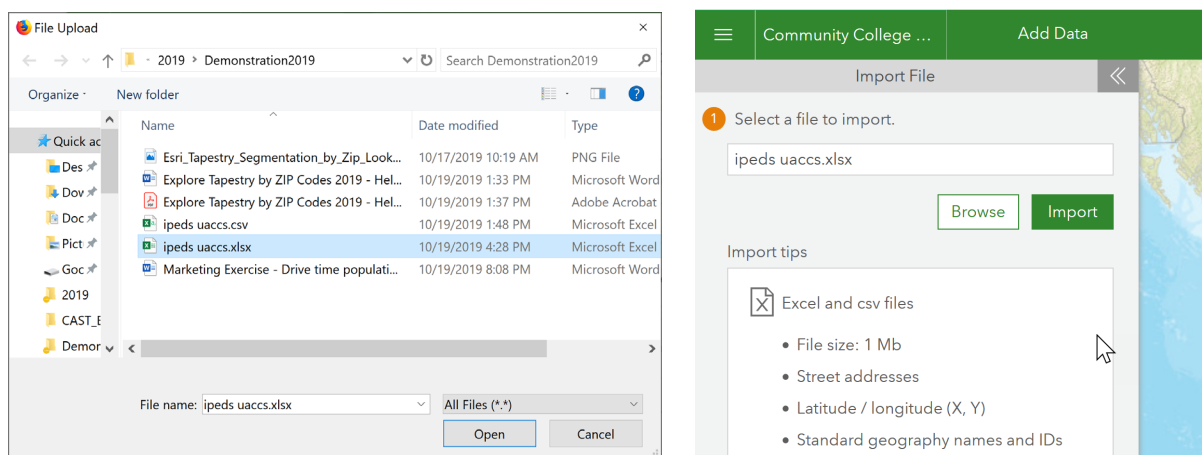 File Upload
2019 > Demonstration2019
Search Demonstration2019
Organize
New folder
Name
Date modified
Type
Quick ac
Des
Dov
Doc
Pict
Goc
2019
CAST_E
Demor
Esri_Tapestry_Segmentation_by_Zip_Look... 10/17/2019 10:19 AM PNG File
Explore Tapestry by ZIP Codes 2019 - Hel... 10/19/2019 1:33 PM Microsoft Word
Explore Tapestry by ZIP Codes 2019 - Hel... 10/19/2019 1:37 PM Adobe Acrobat
ipeds uaccs.csv 10/19/2019 1:48 PM Microsoft Excel
ipeds uaccs.xlsx 10/19/2019 4:28 PM Microsoft Excel
Marketing Exercise - Drive time populati... 10/19/2019 8:08 PM Microsoft Word
File name: ipeds uaccs.xlsx
All Files (*.*)
Open
Cancel
Community College ...
Add Data
Import File
1 Select a file to import.
ipeds uaccs.xlsx
Browse
Import
Import tips
Excel and csv files
• File size: 1 Mb
• Street addresses
• Latitude / longitude (X, Y)
• Standard geography names and IDs